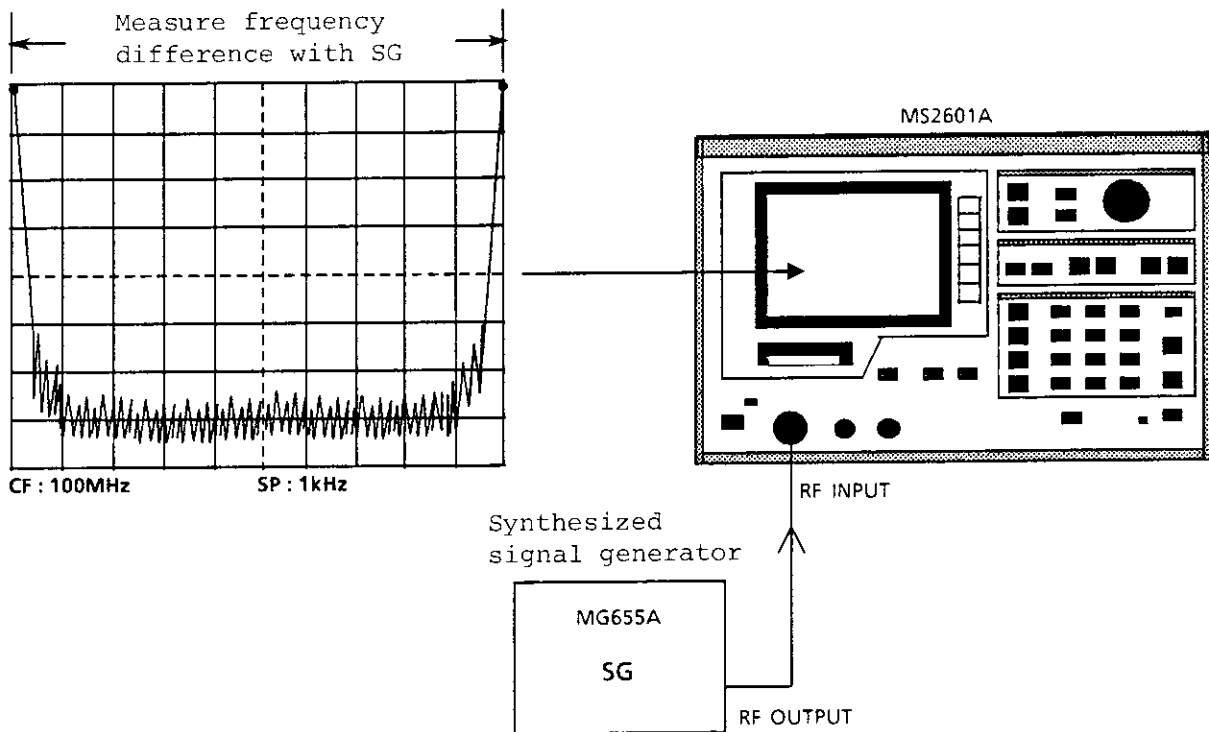 Measure frequency
difference with SG
MS2601A
CF : 100MHz SP : 1kHz
RF INPUT
Synthesized
signal generator
MG655A
SG
RF OUTPUT